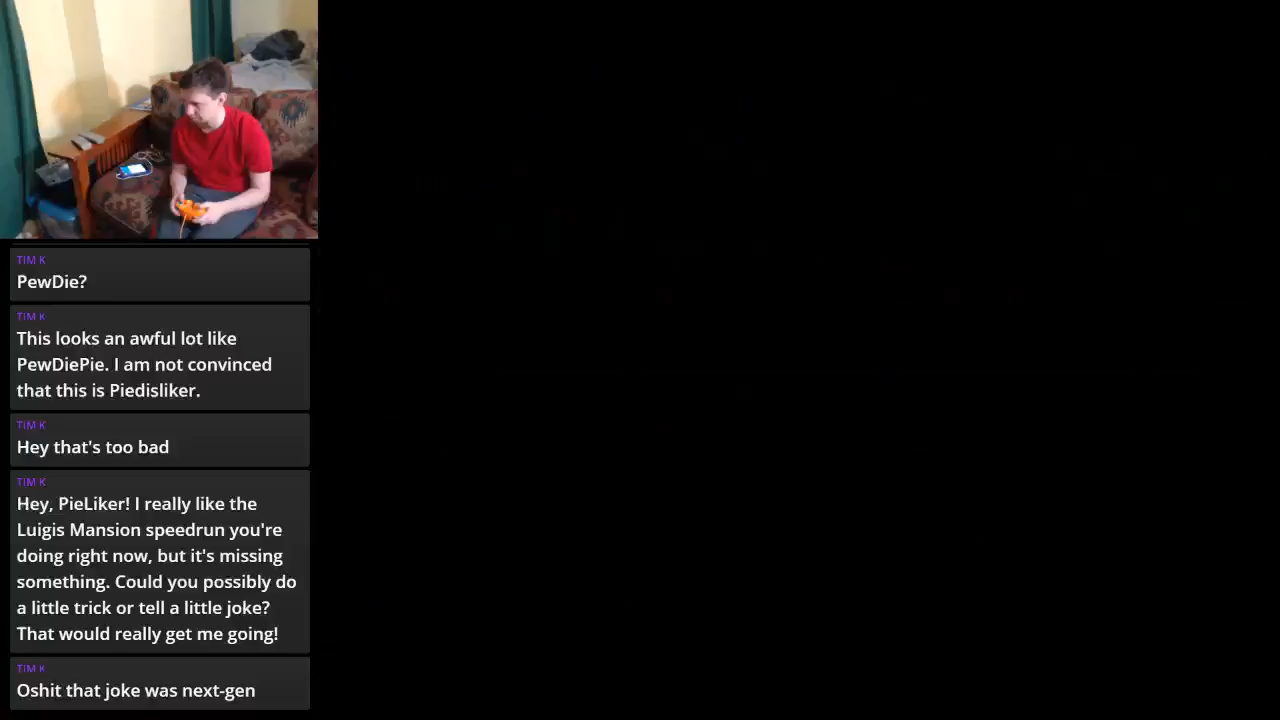 TIM K
PewDie?
TIM K
This looks an awful lot like
PewDiePie. I am not convinced
that this is Piedisliker.
TIM K
Hey that's too bad
TIM K
Hey, PieLiker! I really like the
Luigis Mansion speedrun you're
doing right now, but it's missing
something. Could you possibly do
a little trick or tell a little joke?
That would really get me going!
TIM K
Oshit that joke was next-gen